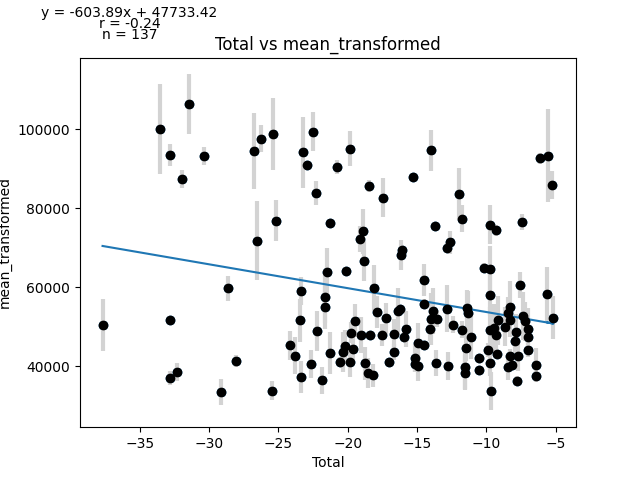 y = -603.89x + 47733.42
r = -0.24
n = 137
Total vs mean_transformed
100000
80000
60000
40000
mean_transformed
−35
−30
−25
−20
−15
−10
−5
Total